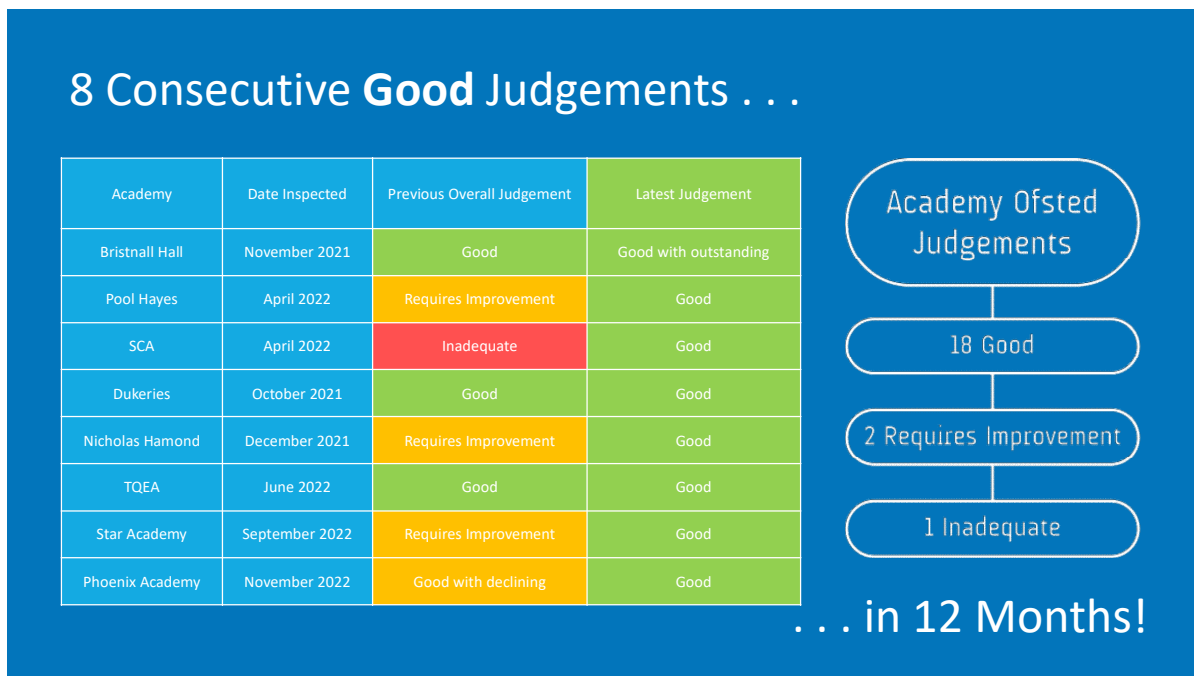 8 Consecutive Good Judgements . . .
Academy Date Inspected Previous Overall Judgement Latest Judgement
Bristnall Hall November 2021 Good Good with outstanding
Pool Hayes April 2022 Requires Improvement Good
SCA April 2022 Inadequate Good
Dukeries October 2021 Good Good
Nicholas Hamond December 2021 Requires Improvement Good
TQEA June 2022 Good Good
Star Academy September 2022 Requires Improvement Good
Phoenix Academy November 2022 Good with declining Good
Academy Ofsted
Judgements
18 Good
2 Requires Improvement
1 Inadequate
. . . in 12 Months!